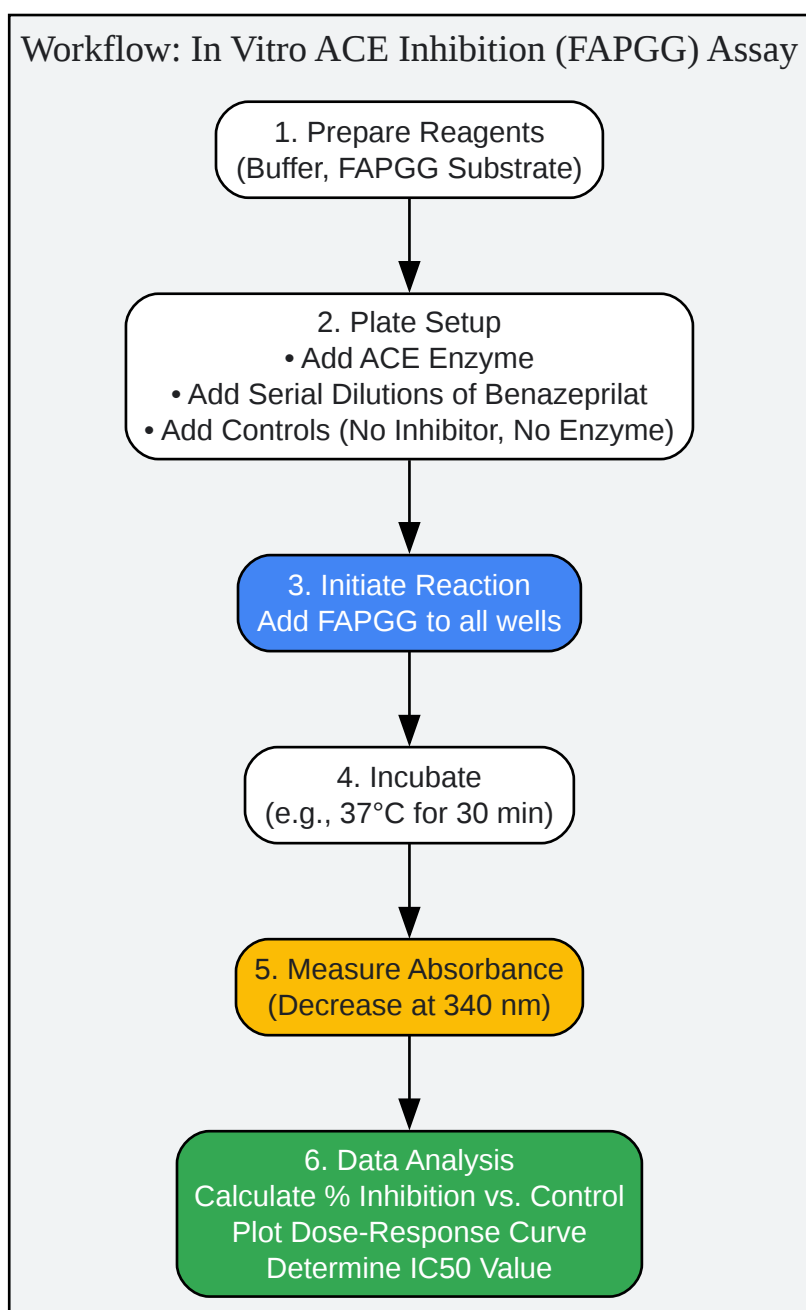 Workflow: In Vitro ACE Inhibition (FAPGG) Assay
1. Prepare Reagents
(Buffer, FAPGG Substrate)
2. Plate Setup
• Add ACE Enzyme
• Add Serial Dilutions of Benazeprilat
• Add Controls (No Inhibitor, No Enzyme)
3. Initiate Reaction
Add FAPGG to all wells
4. Incubate
(e.g., 37°C for 30 min)
5. Measure Absorbance
(Decrease at 340 nm)
6. Data Analysis
Calculate % Inhibition vs. Control
Plot Dose-Response Curve
Determine IC50 Value